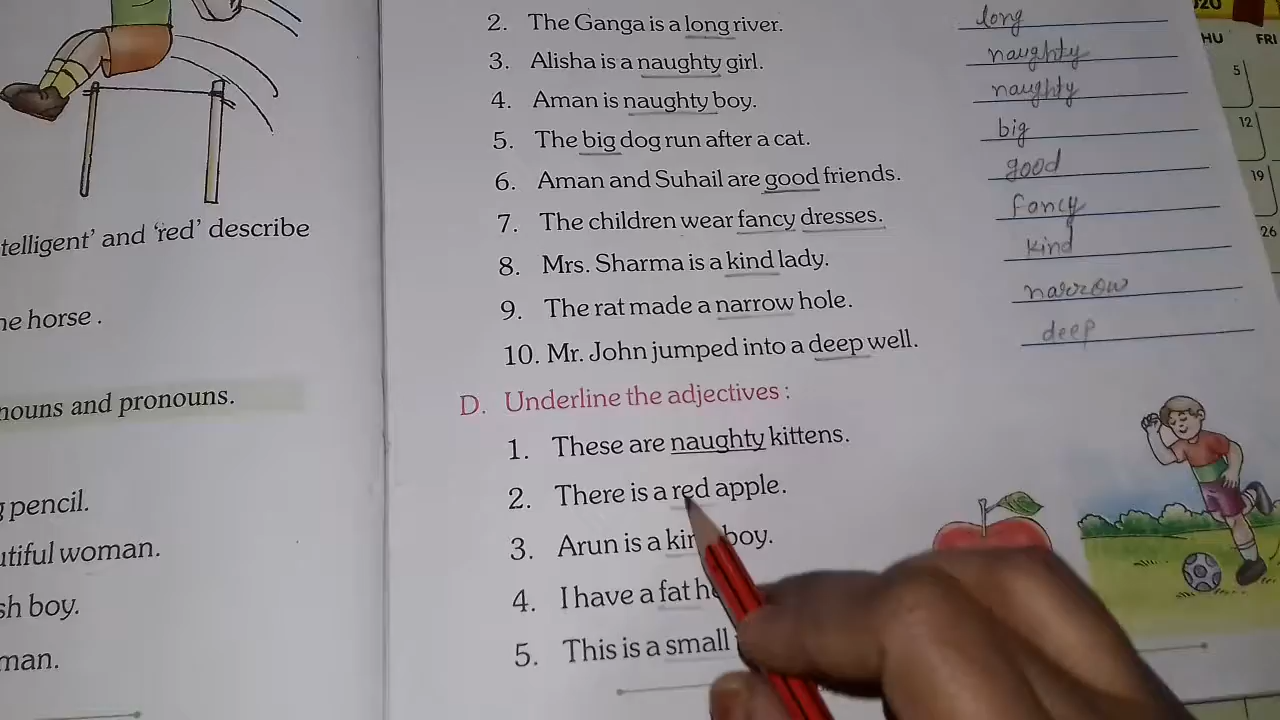 2. The Ganga is a long river. long
3. Alisha is a naughty girl. naughty
4. Aman is naughty boy. naughty
5. The big dog run after a cat. big
6. Aman and Suhail are good friends. good
7. The children wear fancy dresses. fancy
8. Mrs. Sharma is a kind lady. kind
9. The rat made a narrow hole. narrow
10. Mr. John jumped into a deep well. deep
D. Underline the adjectives :
1. These are naughty kittens.
2. There is a red apple.
3. Arun is a boy.
4. I have a fat
5. This is a small
and 'red' describe
horse .
nouns and pronouns.
pencil.
woman.
boy.
man.
FRI
5
12
19
26